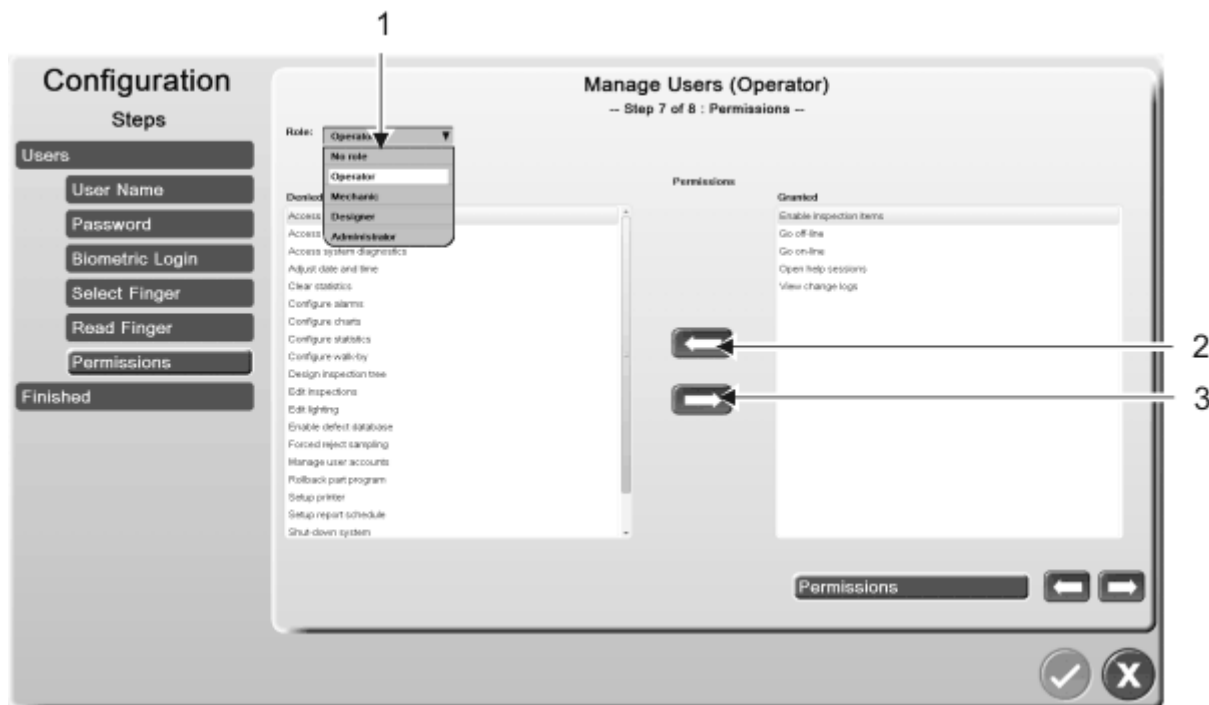 1
Configuration
Steps
Users
User Name
Password
Biometric Login
Select Finger
Read Finger
Permissions
Finished
Manage Users (Operator)
-- Step 7 of 8 : Permissions --
Role:
Operator
No role
Operator
Mechanic
Designer
Administrator
Permissions
Denied
Access
Access
Access system diagnostics
Adjust date and time
Clear statistics
Configure alarms
Configure charts
Configure statistics
Configure walk-by
Design inspection tree
Edit inspections
Edit lighting
Enable defect database
Forced reject sampling
Manage user accounts
Rollback part program
Setup printer
Setup report schedule
Shut-down system
Granted
Enable inspection items
Go off-line
Go on-line
Open help sessions
View change logs
2
3
Permissions